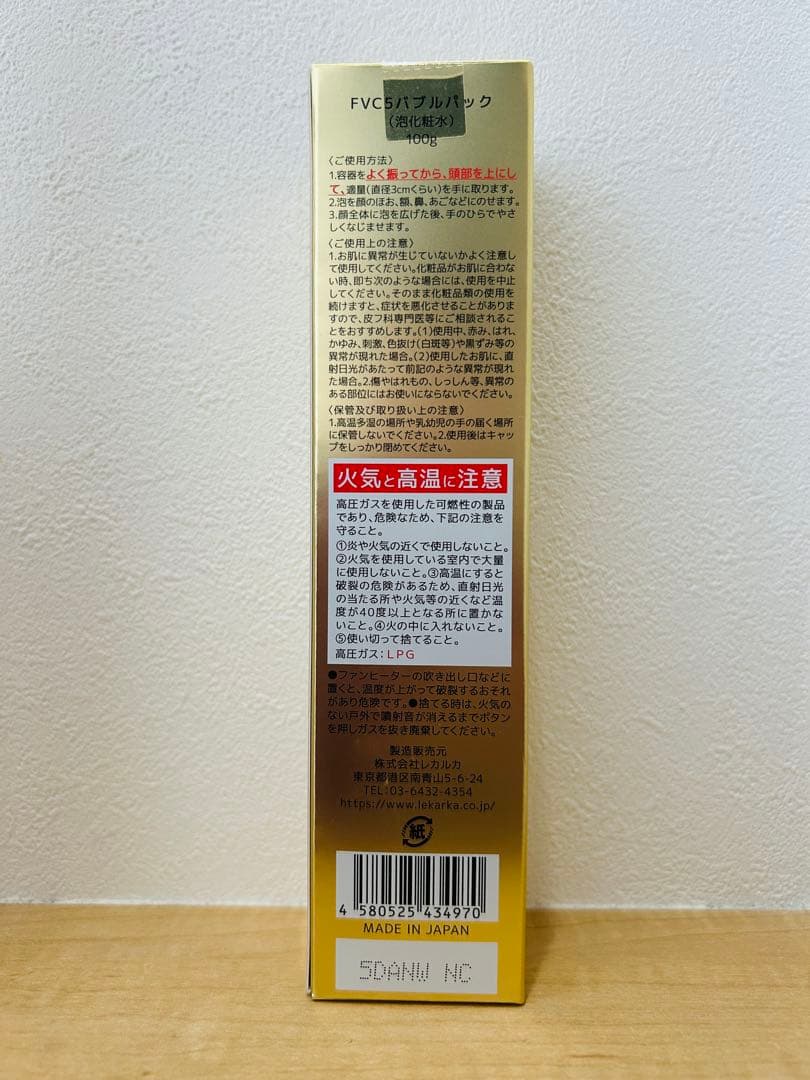 FVC5バブルパック
（泡化粧水）
100g
〈ご使用方法〉
1.容器をよく振ってから、頭部を上にし
て、適量（直径3cmくらい）を手に取ります。
2.泡を顔のほお、額、鼻、あごなどにのせます。
3.顔全体に泡を広げた後、手のひらでやさ
しくなじませます。
〈ご使用上の注意〉
1.お肌に異常が生じていないかよく注意し
て使用してください。化粧品がお肌に合わな
い時、即ち次のような場合には、使用を中止
してください。そのまま化粧品類の使用を
続けますと、症状を悪化させることがあり
ますので、皮フ科専門医等にご相談されるこ
とをおすすめします。（1）使用中、赤み、はれ、
かゆみ、刺激、色抜け（白斑等）や黒ずみ等の
異常が現れた場合。（2）使用したお肌に、直
射日光があたって前記のような異常が現れ
た場合。2.傷やはれもの、しっしん等、異常の
ある部位にはお使いにならないでください。
〈保管及び取り扱い上の注意〉
1.高温多湿の場所や乳幼児の手の届く場所
に保管しないでください。2.使用後はキャッ
プをしっかり閉めてください。
火気と高温に注意
高圧ガスを使用した可燃性の製品
であり、危険なため、下記の注意を
守ること。
①炎や火気の近くで使用しないこと。
②火気を使用している室内で大量
に使用しないこと。③高温にすると
破裂の危険があるため、直射日光
の当たる所や火気等の近くなど温
度が40度以上となる所に置かな
いこと。④火の中に入れないこと。
⑤使い切って捨てること。
高圧ガス：LPG
●ファンヒーターの吹き出し口などに
置くと、温度が上がって破裂するおそれ
があり危険です。●捨てる時は、火気の
ない戸外で噴射音が消えるまでボタン
を押しガスを抜き廃棄してください。
製造販売元
株式会社レカルカ
東京都港区南青山5-6-24
TEL:03-6432-4354
https://www.lekarka.co.jp/
紙
4 580525 434970
MADE IN JAPAN
5DANW NC